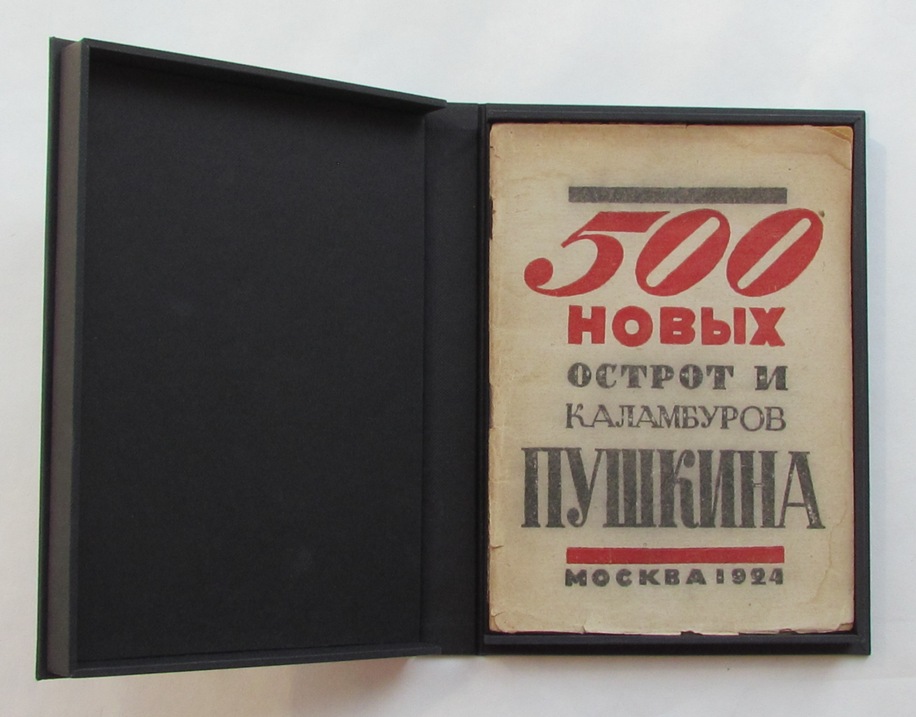 500
НОВЫХ
ОСТРОТ И
КАЛАМБУРОВ
ПУШКИНА
МОСКВА 1924